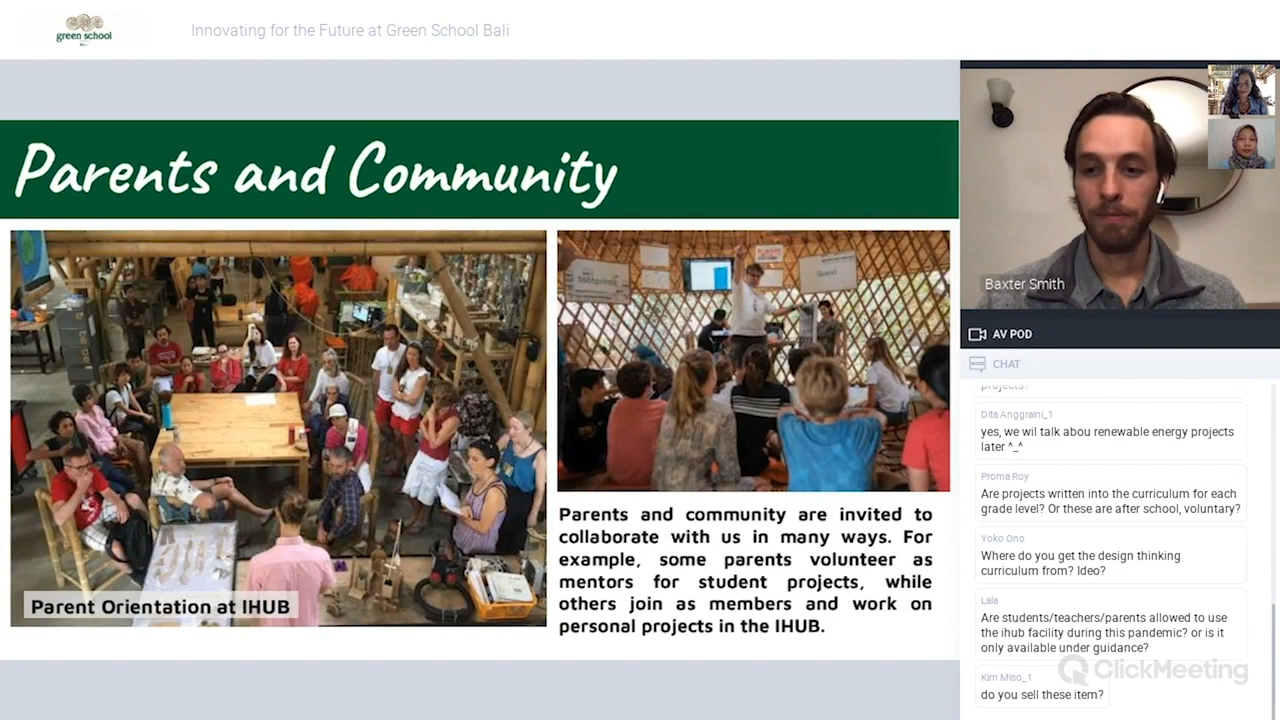 green school
Innovating for the Future at Green School Bali
Parents and Community
footprints
Quest
Parent Orientation at IHUB
Parents and community are invited to
collaborate with us in many ways. For
example, some parents volunteer as
mentors for student projects, while
others join as members and work on
personal projects in the IHUB.
Baxter Smith
AV POD
CHAT
projects?
Dita Anggraini_1
yes, we wil talk abou renewable energy projects
later ^_^
Proma Roy
Are projects written into the curriculum for each
grade level? Or these are after school, voluntary?
Yoko Ono
Where do you get the design thinking
curriculum from? Ideo?
Lala
Are students/teachers/parents allowed to use
the ihub facility during this pandemic? or is it
only available under guidance?
ClickMeeting
Kim Miso_1
do you sell these item?